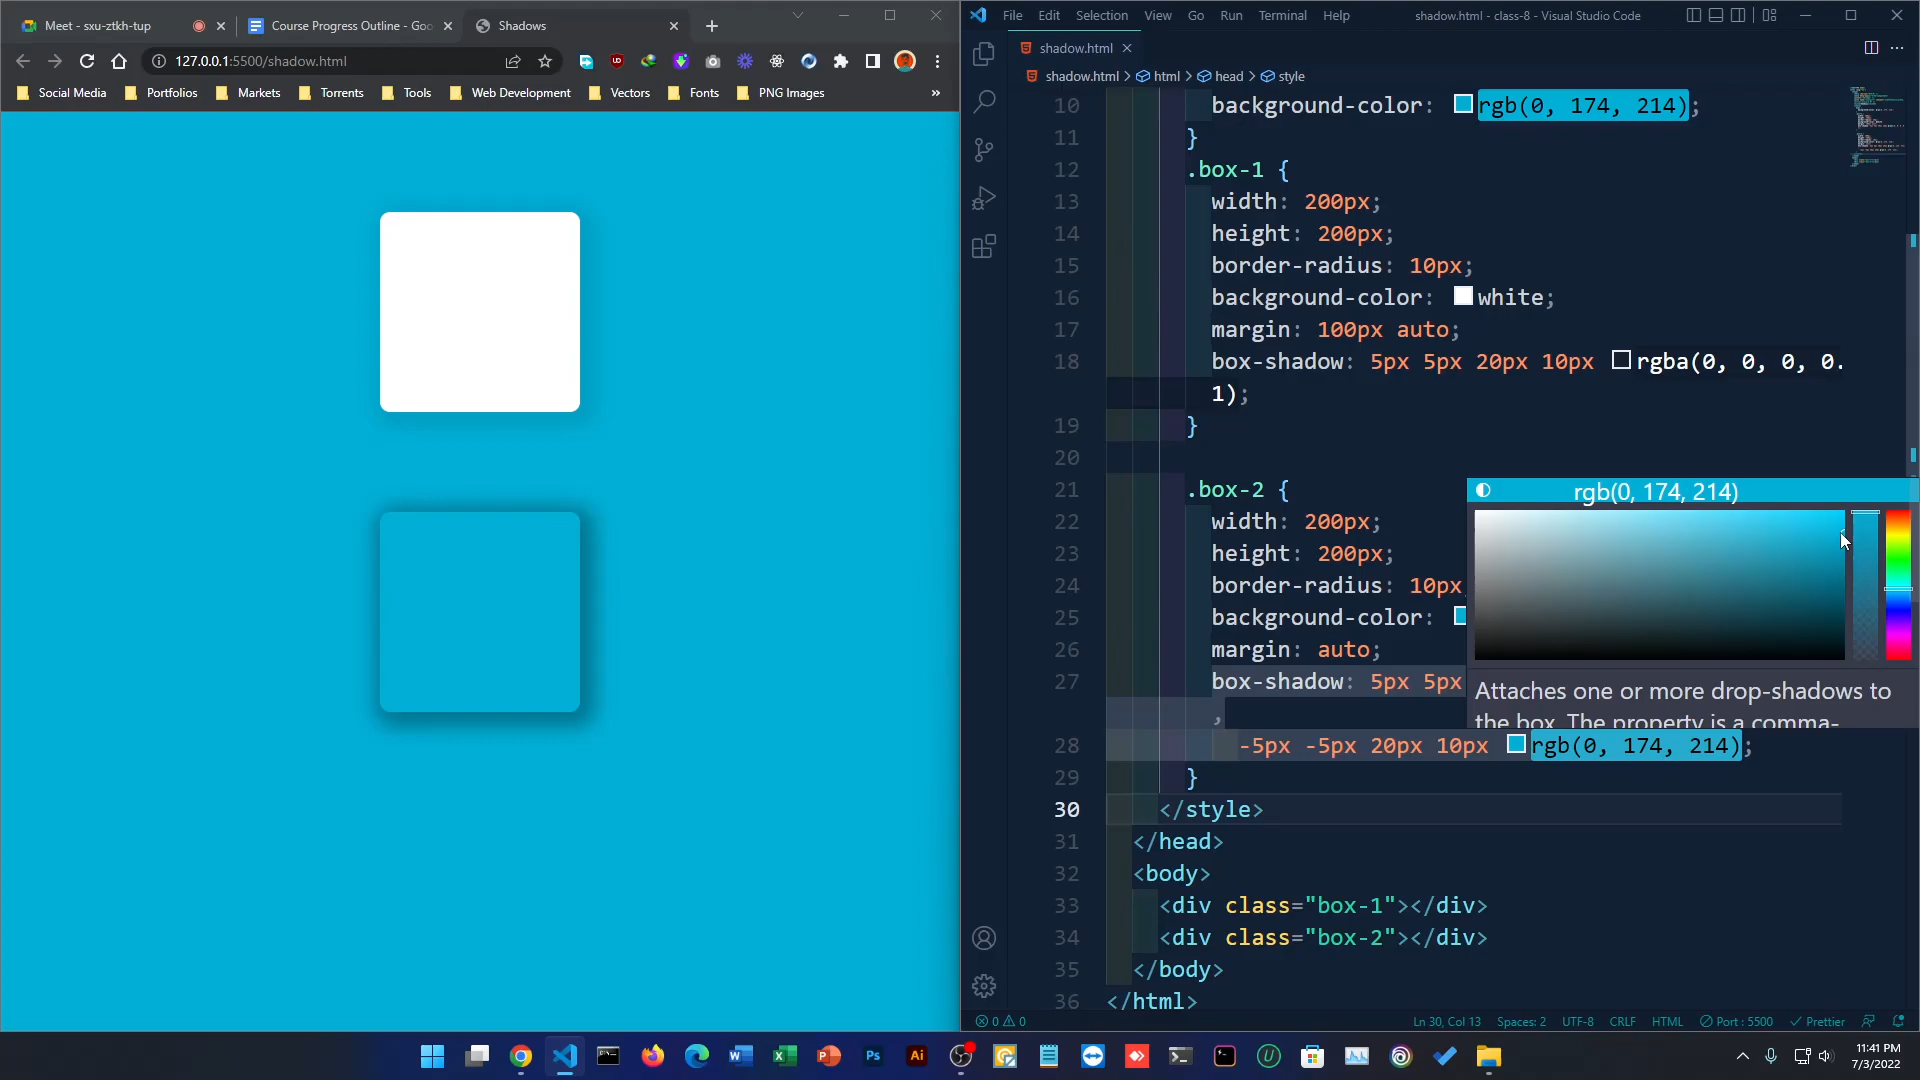 Meet - sxu-ztkh-tup
Course Progress Outline - Goo
Shadows
127.0.0.1:5500/shadow.html
Social Media
Portfolios
Markets
Torrents
Tools
Web Development
Vectors
Fonts
PNG Images
»
File Edit Selection View Go Run Terminal Help
shadow.html - class-8 - Visual Studio Code
shadow.html
shadow.html > html > head > style
10 background-color: rgb(0, 174, 214);
11 }
12 .box-1 {
13 width: 200px;
14 height: 200px;
15 border-radius: 10px;
16 background-color: white;
17 margin: 100px auto;
18 box-shadow: 5px 5px 20px 10px rgba(0, 0, 0, 0.
1);
19 }
20
21 .box-2 {
22 width: 200px;
23 height: 200px;
24 border-radius: 10px
25 background-color:
26 margin: auto;
27 box-shadow: 5px 5px
,
28 -5px -5px 20px 10px rgb(0, 174, 214);
29 }
30 </style>
31 </head>
32 <body>
33 <div class="box-1"></div>
34 <div class="box-2"></div>
35 </body>
36 </html>
rgb(0, 174, 214)
Attaches one or more drop-shadows to
the box. The property is a comma-
0 0
Ln 30, Col 13
Spaces: 2
UTF-8
CRLF
HTML
Port : 5500
Prettier
11:41 PM
7/3/2022